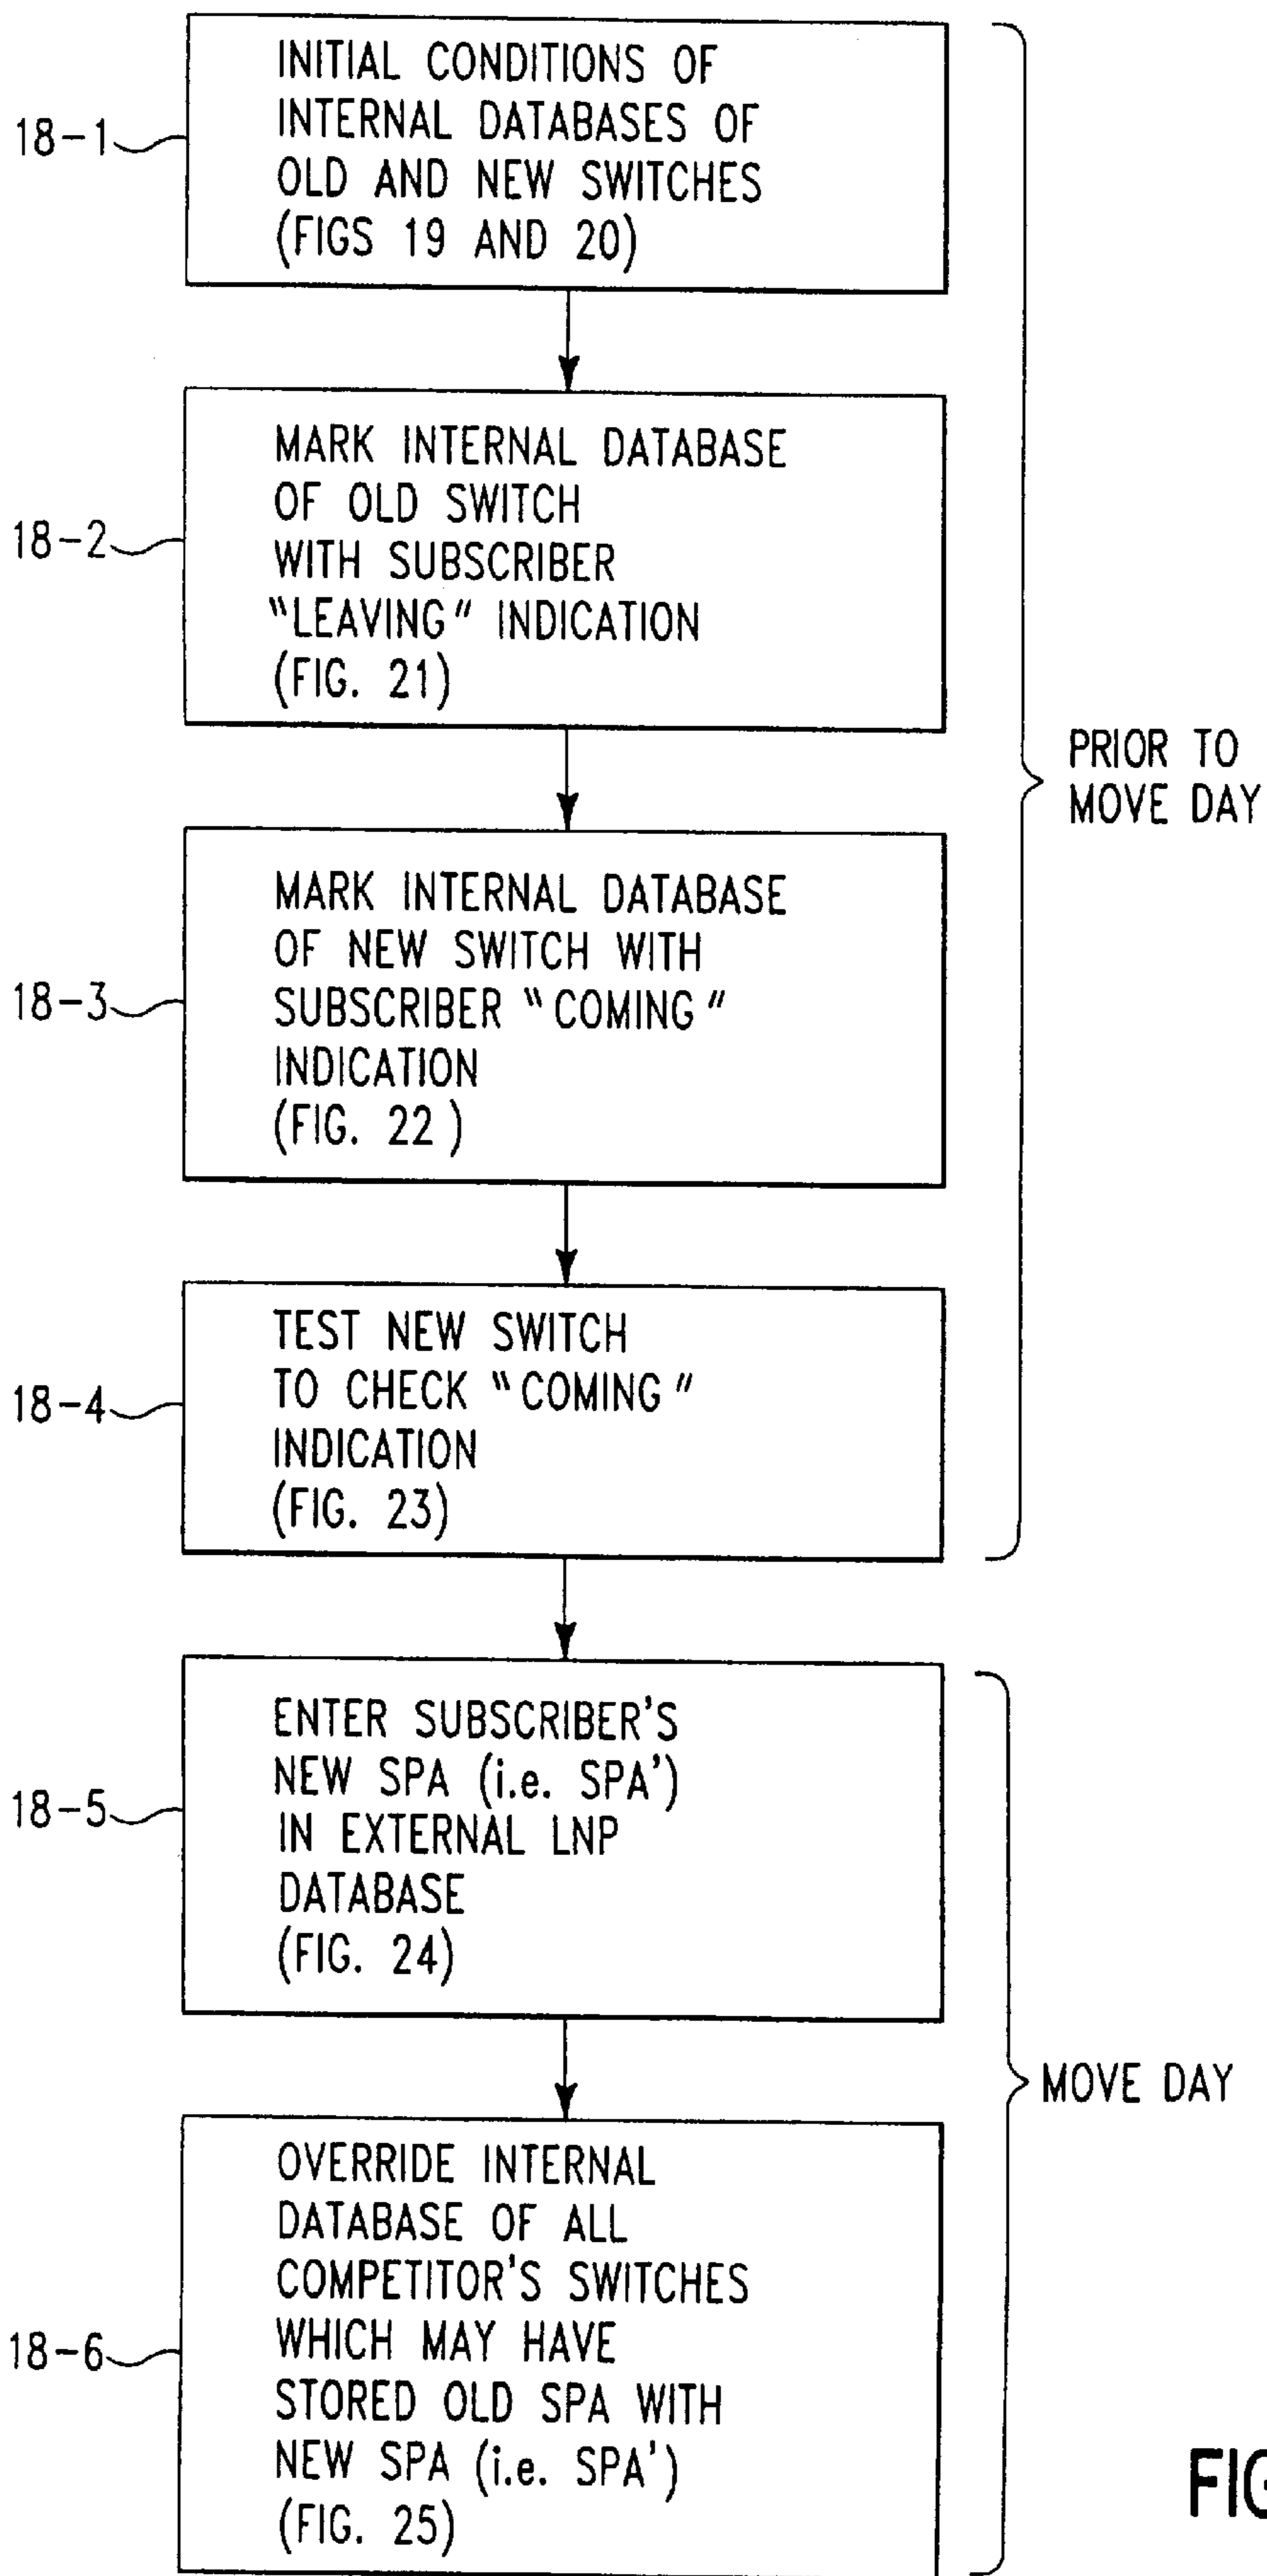 18-1
INITIAL CONDITIONS OF
INTERNAL DATABASES OF
OLD AND NEW SWITCHES
(FIGS 19 AND 20)
18-2
MARK INTERNAL DATABASE
OF OLD SWITCH
WITH SUBSCRIBER
"LEAVING" INDICATION
(FIG. 21)
PRIOR TO
MOVE DAY
18-3
MARK INTERNAL DATABASE
OF NEW SWITCH WITH
SUBSCRIBER "COMING"
INDICATION
(FIG. 22 )
18-4
TEST NEW SWITCH
TO CHECK "COMING"
INDICATION
(FIG. 23)
18-5
ENTER SUBSCRIBER'S
NEW SPA (i.e. SPA')
IN EXTERNAL LNP
DATABASE
(FIG. 24)
MOVE DAY
18-6
OVERRIDE INTERNAL
DATABASE OF ALL
COMPETITOR'S SWITCHES
WHICH MAY HAVE
STORED OLD SPA WITH
NEW SPA (i.e. SPA')
(FIG. 25)